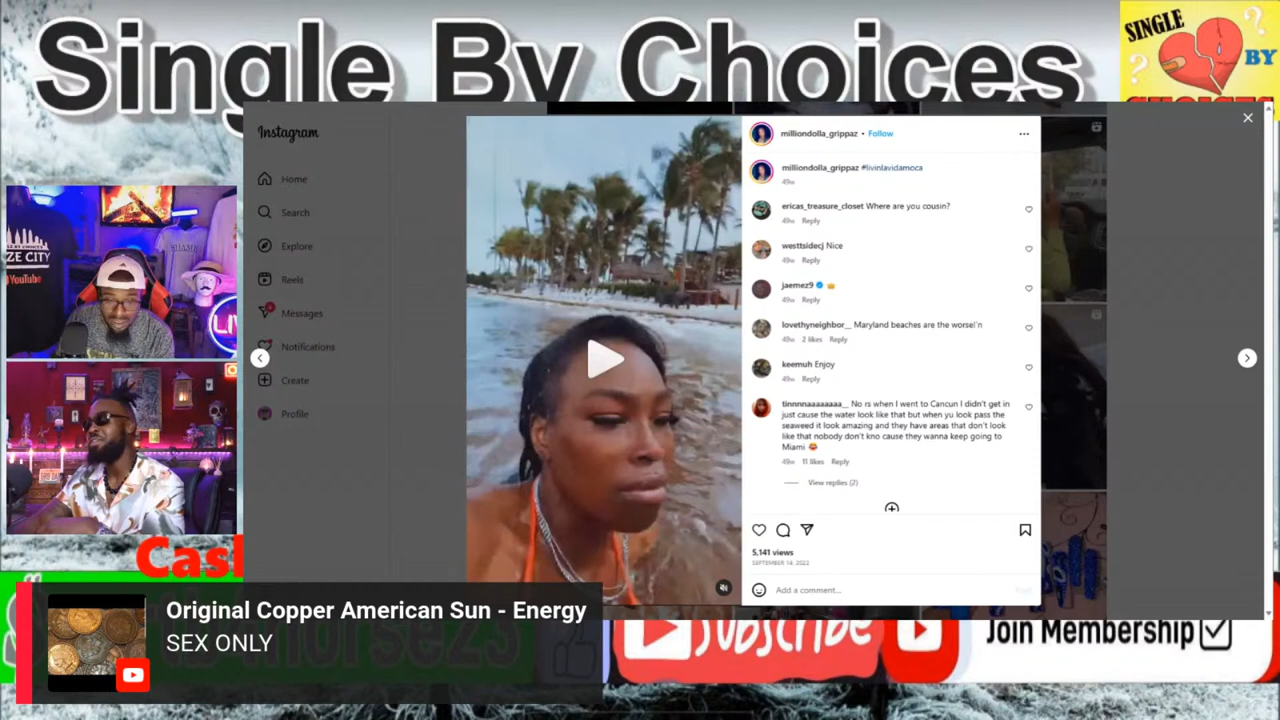 Single By Choices
SINGLE
BY
Instagram
Home
Search
Explore
Reels
Messages
Notifications
Create
Profile
ZE CITY
YouTube
milliondolla_grippaz • Follow
milliondolla_grippaz #livinlavidamoca
49w
ericas_treasure_closet Where are you cousin?
49w Reply
westtsidecj Nice
49w Reply
jaemez9
49w Reply
lovethyneighbor__ Maryland beaches are the worse!'n
49w 2 likes Reply
keemuh Enjoy
49w Reply
tinnnnaaaaaaaa__ No rs when I went to Cancun I didn't get in
just cause the water look like that but when yu look pass the
seaweed it look amazing and they have areas that don't look
like that nobody don't kno cause they wanna keep going to
Miami
49w 11 likes Reply
View replies (2)
5,141 views
SEPTEMBER 14, 2022
Add a comment...
Original Copper American Sun - Energy
SEX ONLY
SUBSCRIBE
Join Membership